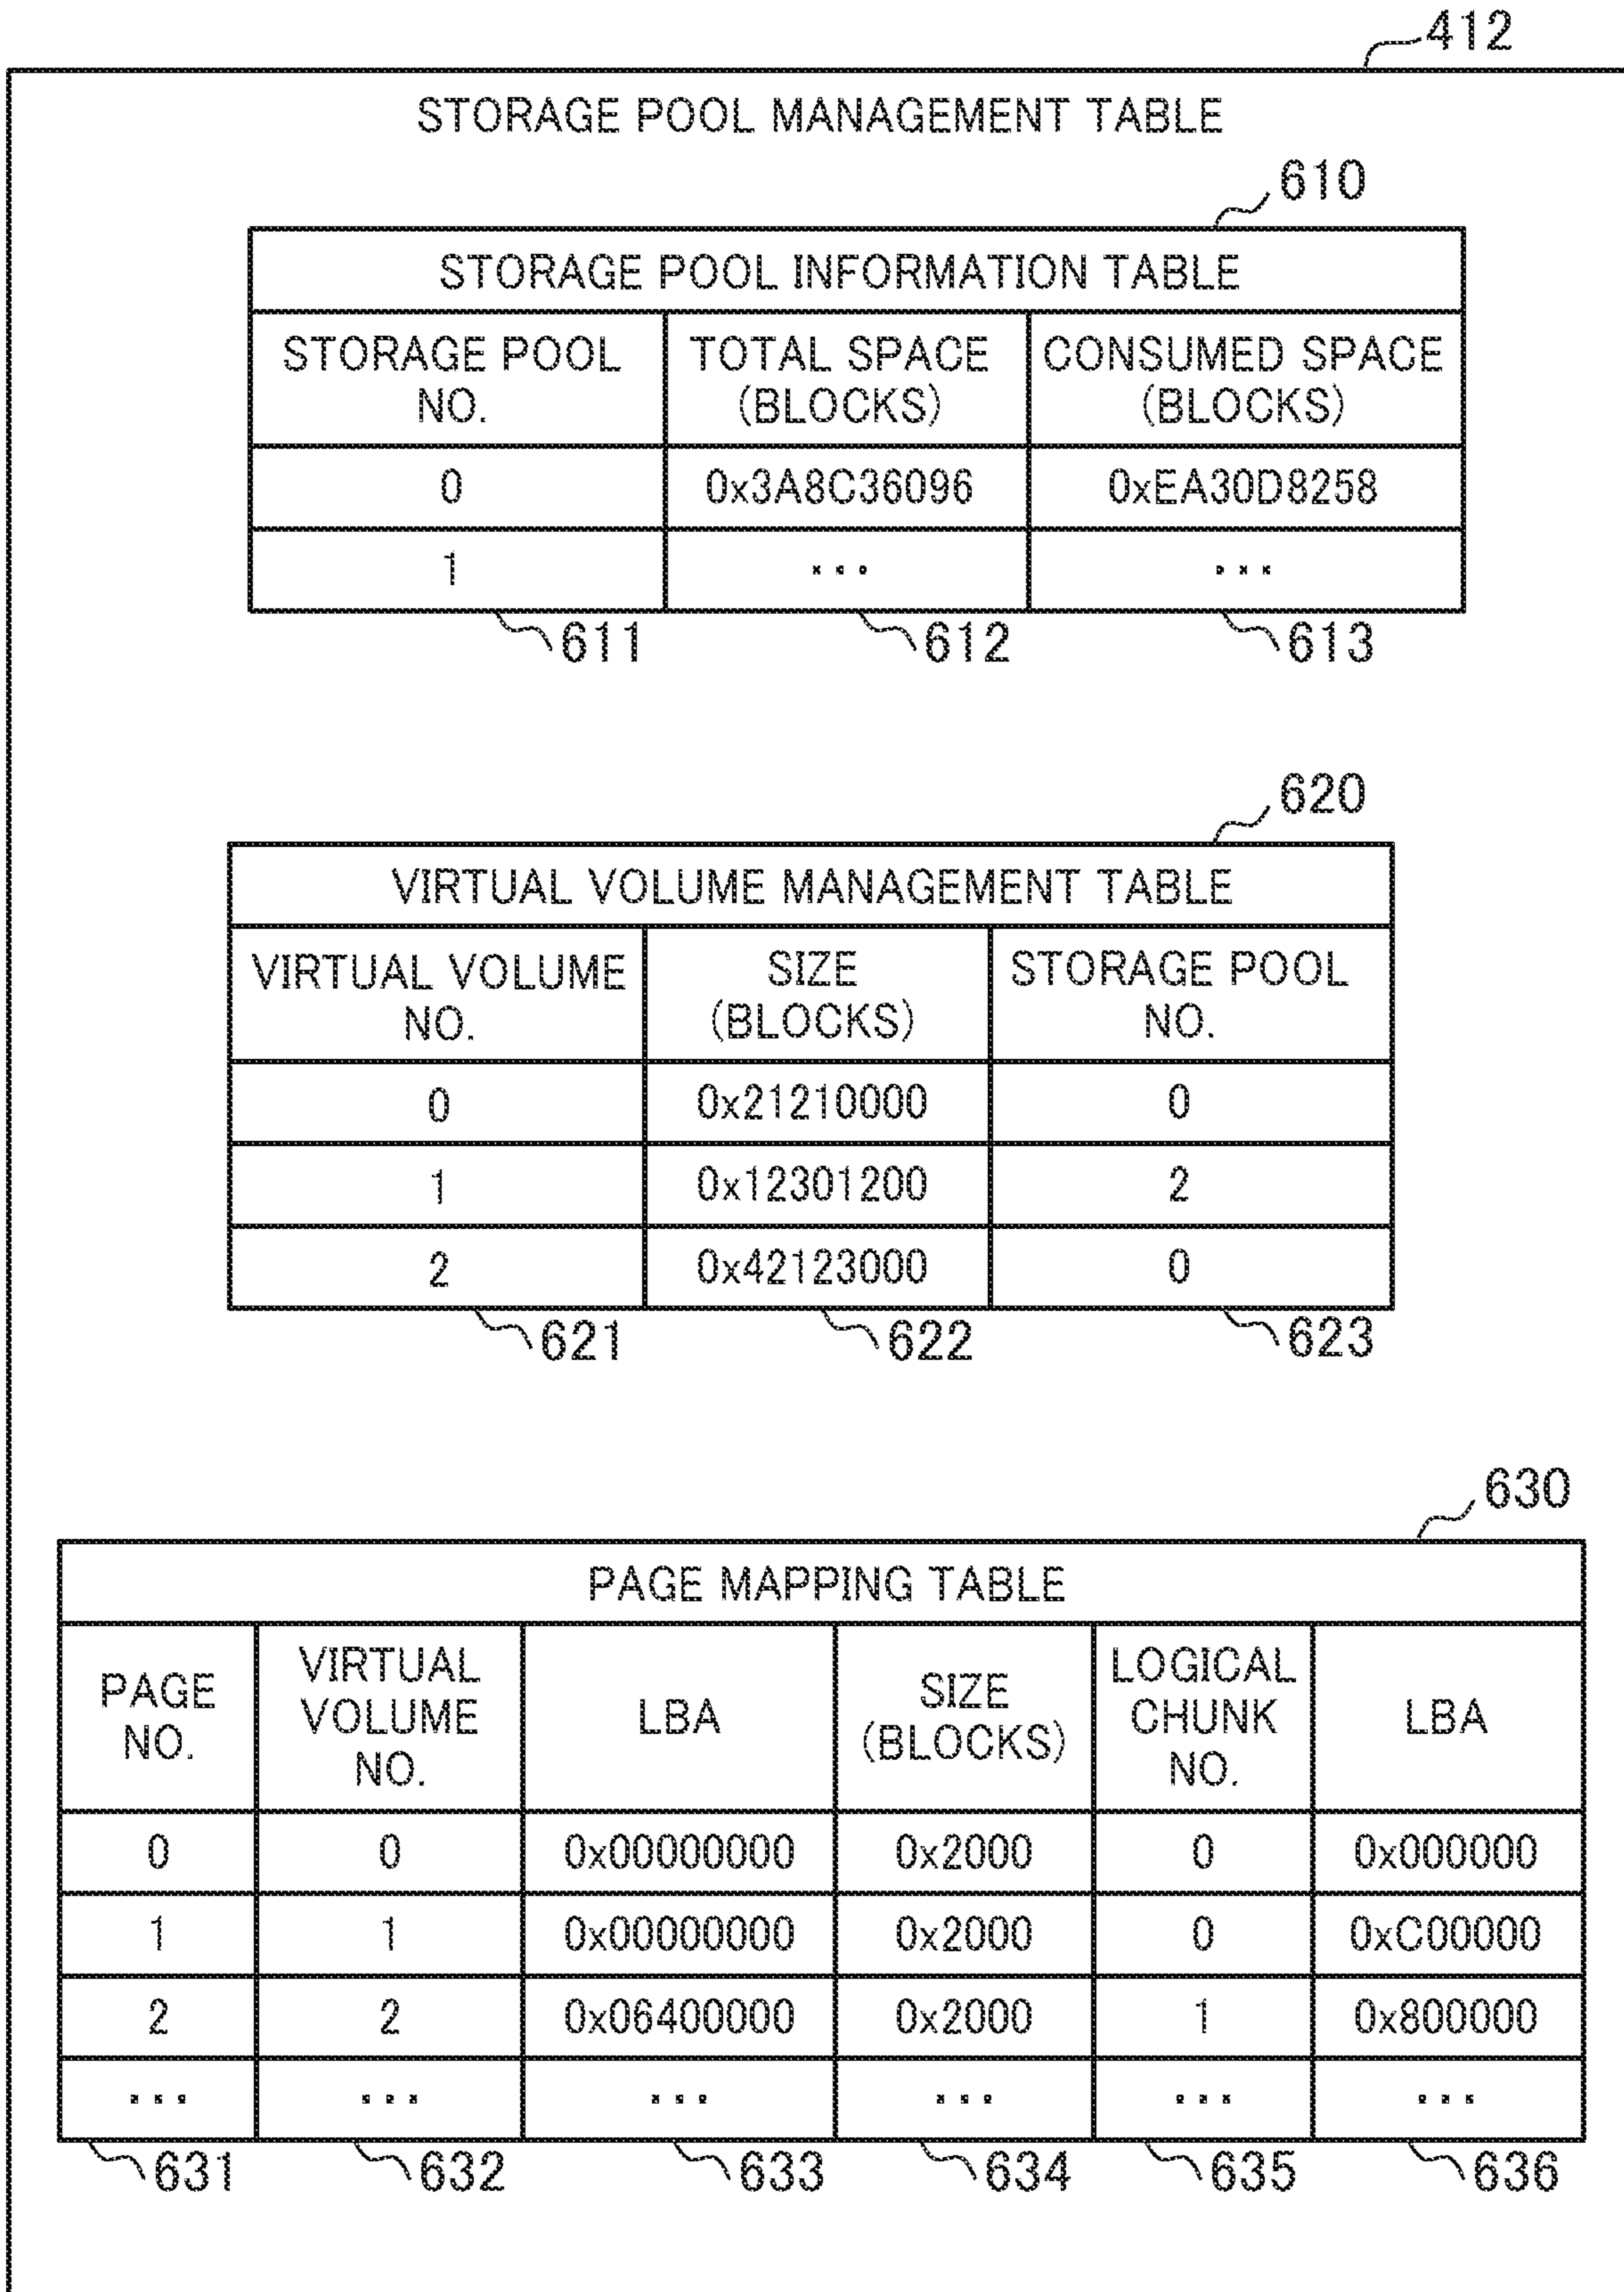 412
STORAGE POOL MANAGEMENT TABLE
610
STORAGE POOL INFORMATION TABLE
STORAGE POOL NO. TOTAL SPACE (BLOCKS) CONSUMED SPACE (BLOCKS)
0 0x3A8C36096 0xEA30D8258
1 ... ...
611 612 613
620
VIRTUAL VOLUME MANAGEMENT TABLE
VIRTUAL VOLUME NO. SIZE (BLOCKS) STORAGE POOL NO.
0 0x21210000 0
1 0x12301200 2
2 0x42123000 0
621 622 623
630
PAGE MAPPING TABLE
PAGE NO. VIRTUAL VOLUME NO. LBA SIZE (BLOCKS) LOGICAL CHUNK NO. LBA
0 0 0x00000000 0x2000 0 0x000000
1 1 0x00000000 0x2000 0 0xC00000
2 2 0x06400000 0x2000 1 0x800000
... ... ... ... ... ...
631 632 633 634 635 636